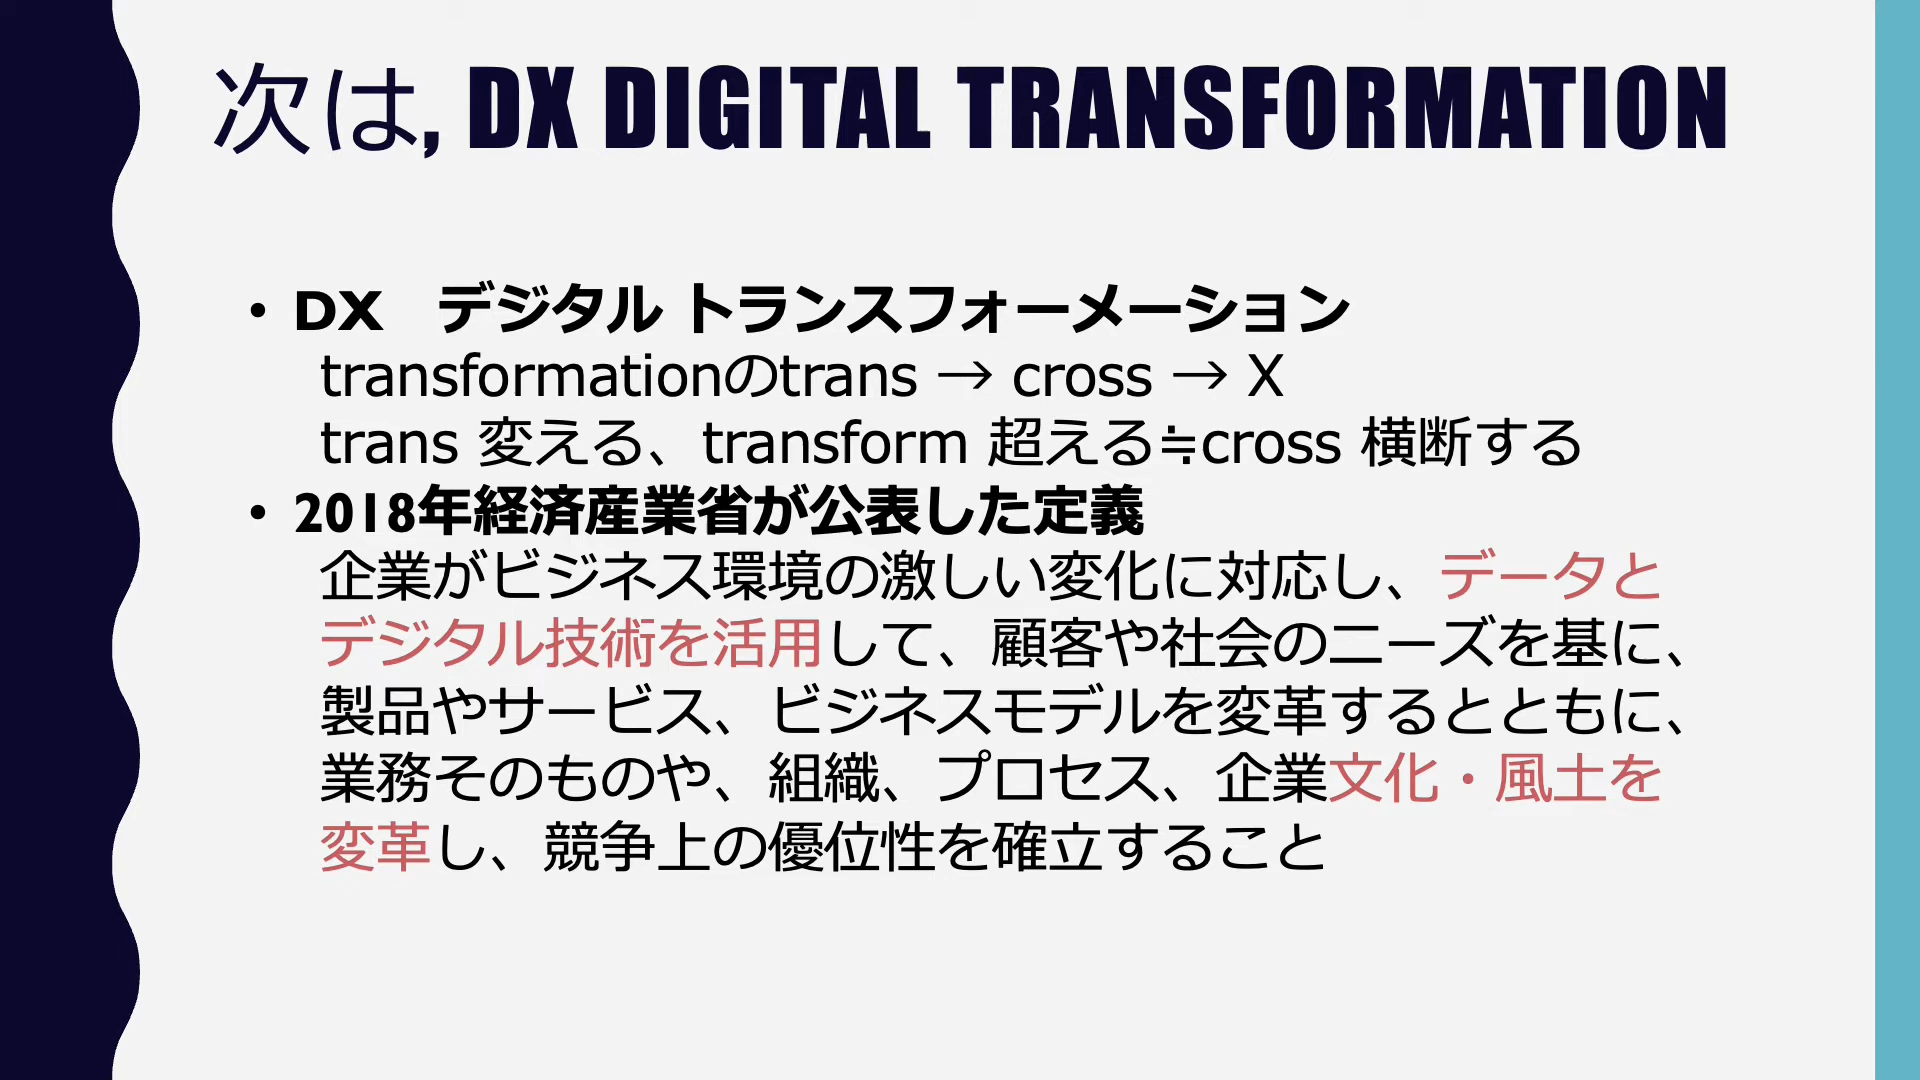 次は, DX DIGITAL TRANSFORMATION
• DX　デジタル トランスフォーメーション
transformationのtrans → cross → X
trans 変える、transform 超える≒cross 横断する
• 2018年経済産業省が公表した定義
企業がビジネス環境の激しい変化に対応し、データと
デジタル技術を活用して、顧客や社会のニーズを基に、
製品やサービス、ビジネスモデルを変革するとともに、
業務そのものや、組織、プロセス、企業文化・風土を
変革し、競争上の優位性を確立すること